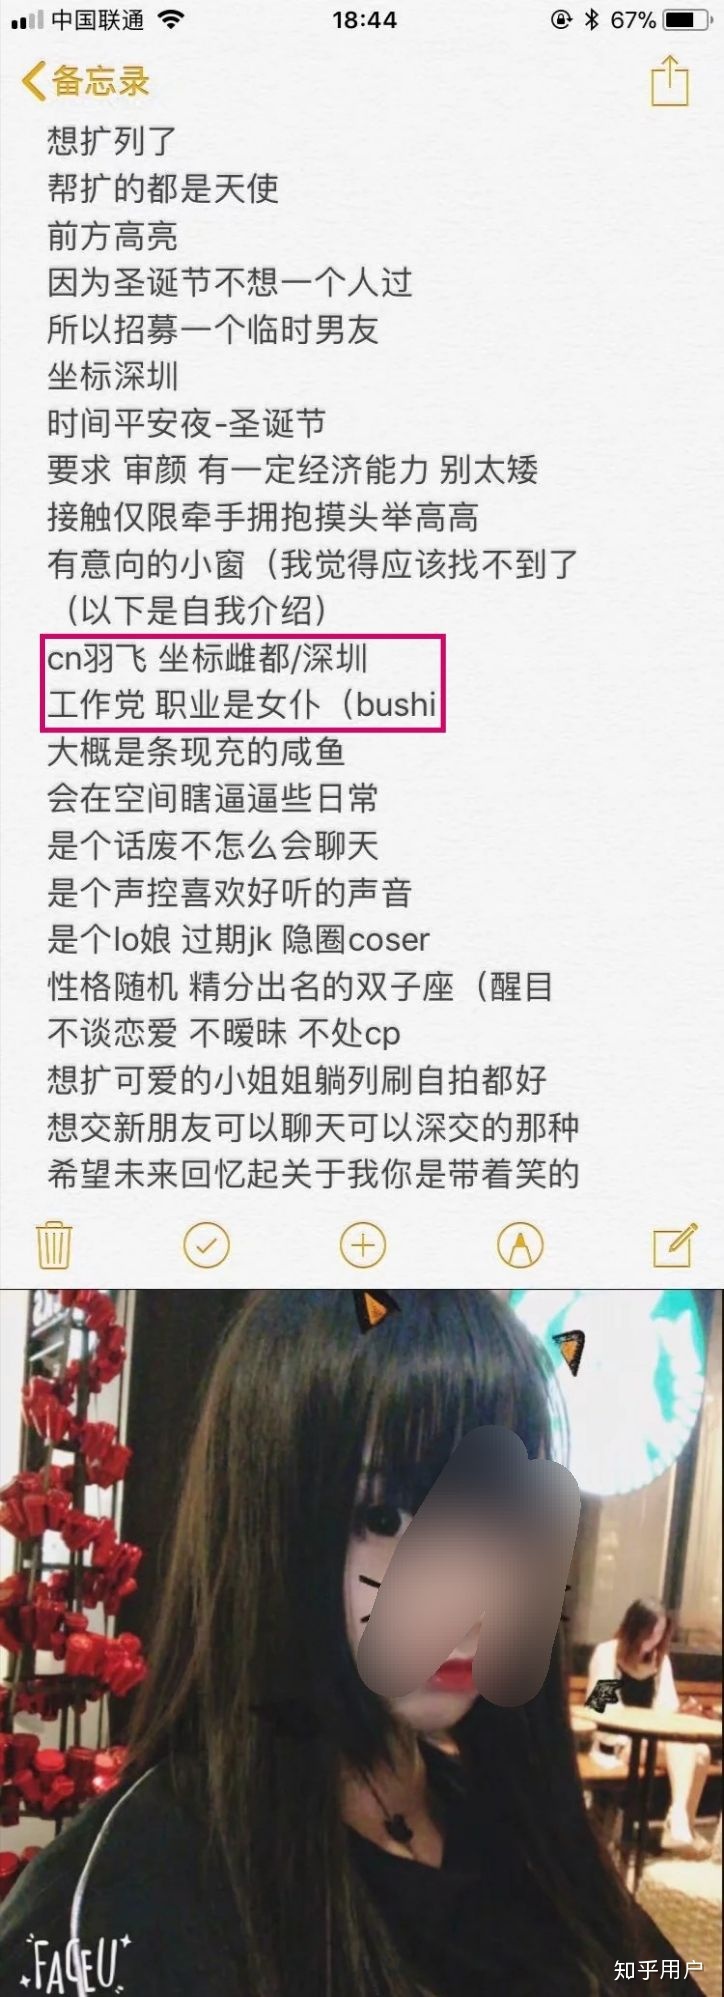 中国联通 18:44 67%
备忘录
想扩列了
帮扩的都是天使
前方高亮
因为圣诞节不想一个人过
所以招募一个临时男友
坐标深圳
时间平安夜-圣诞节
要求 审颜 有一定经济能力 别太矮
接触仅限牵手拥抱摸头举高高
有意向的小窗（我觉得应该找不到了
（以下是自我介绍）
cn羽飞 坐标雌都/深圳
工作党 职业是女仆（bushi
大概是条现充的咸鱼
会在空间瞎逼逼些日常
是个话废不怎么会聊天
是个声控喜欢好听的声音
是个lo娘 过期jk 隐圈coser
性格随机 精分出名的双子座（醒目
不谈恋爱 不暧昧 不处cp
想扩可爱的小姐姐躺列刷自拍都好
想交新朋友可以聊天可以深交的那种
希望未来回忆起关于我你是带着笑的
FACEU
知乎用户